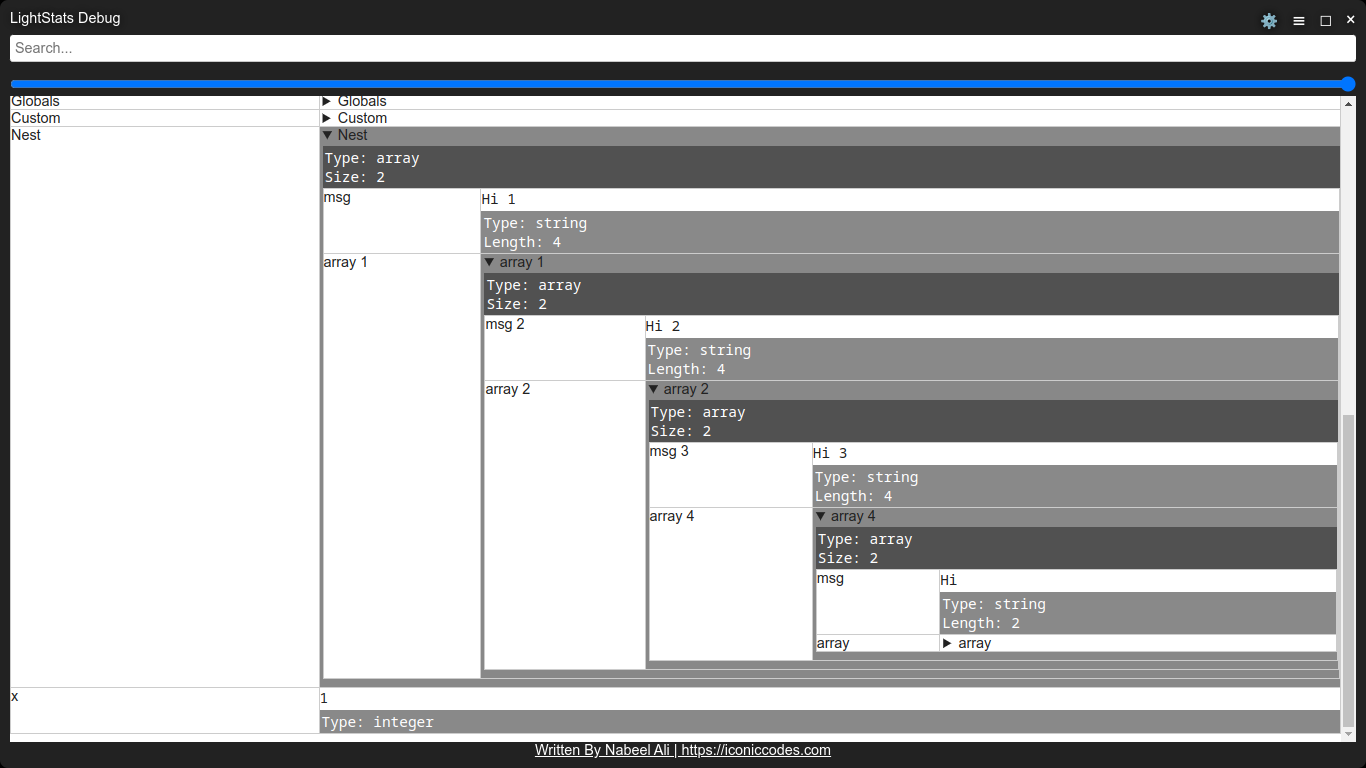 LightStats Debug
Search...
Globals ▶ Globals
Custom ▶ Custom
Nest ▼ Nest
Type: array
Size: 2
msg Hi 1
Type: string
Length: 4
array 1 ▼ array 1
Type: array
Size: 2
msg 2 Hi 2
Type: string
Length: 4
array 2 ▼ array 2
Type: array
Size: 2
msg 3 Hi 3
Type: string
Length: 4
array 4 ▼ array 4
Type: array
Size: 2
msg Hi
Type: string
Length: 2
array ▶ array
x 1
Type: integer
Written By Nabeel Ali | https://iconiccodes.com